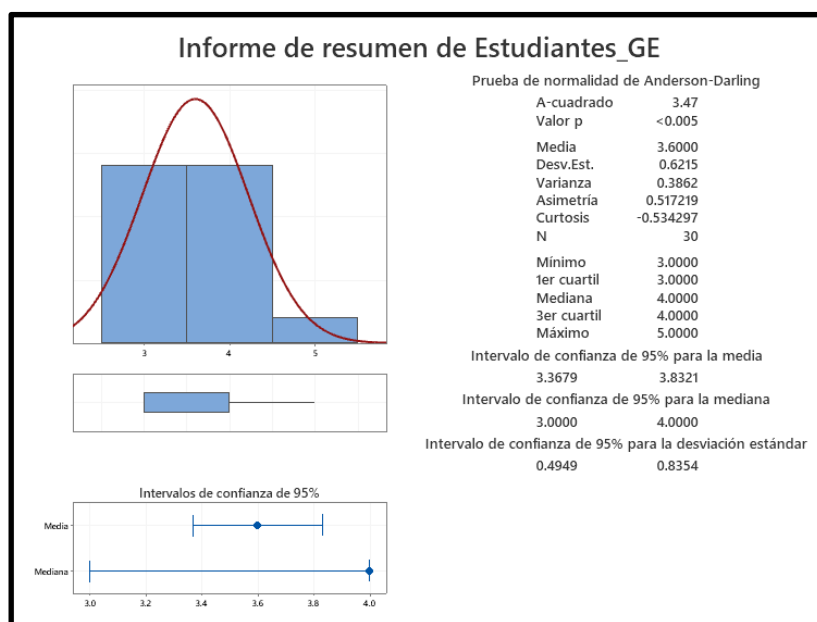 Informe de resumen de Estudiantes_GE
3 4 5
Prueba de normalidad de Anderson-Darling
A-cuadrado 3.47
Valor p <0.005
Media 3.6000
Desv.Est. 0.6215
Varianza 0.3862
Asimetría 0.517219
Curtosis -0.534297
N 30
Mínimo 3.0000
1er cuartil 3.0000
Mediana 4.0000
3er cuartil 4.0000
Máximo 5.0000
Intervalo de confianza de 95% para la media
3.3679 3.8321
Intervalo de confianza de 95% para la mediana
3.0000 4.0000
Intervalo de confianza de 95% para la desviación estándar
0.4949 0.8354
Intervalos de confianza de 95%
Media
Mediana
3.0 3.2 3.4 3.6 3.8 4.0